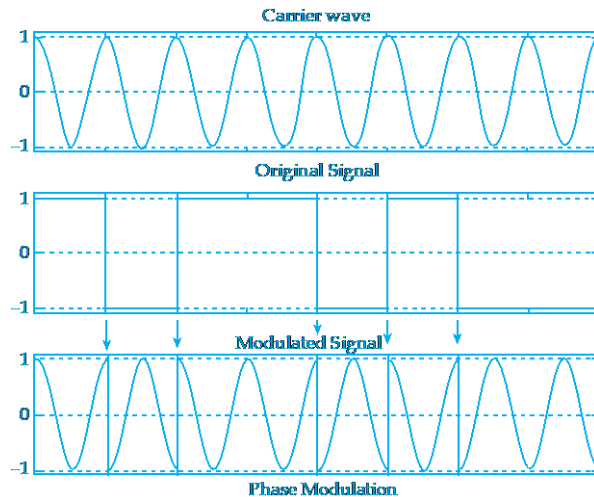 Carrier wave
1
0
–1
Original Signal
1
0
–1
Modulated Signal
1
0
–1
Phase Modulation